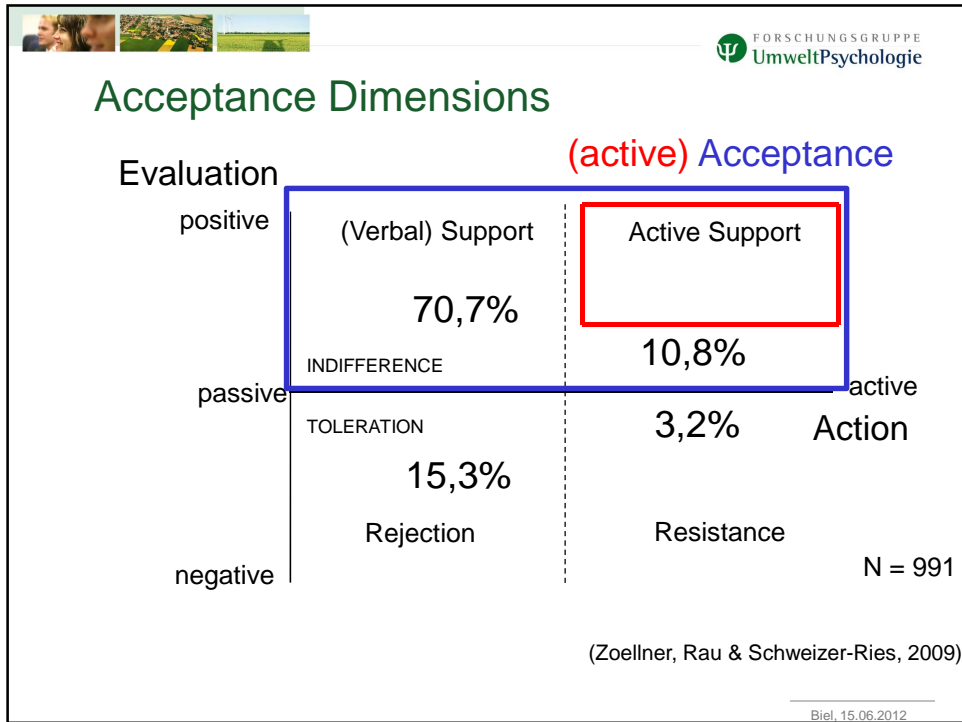 FORSCHUNGSGRUPPE
UmweltPsychologie
Acceptance Dimensions
(active) Acceptance
Evaluation
positive
(Verbal) Support
Active Support
70,7%
10,8%
INDIFFERENCE
passive
active
TOLERATION
3,2%
Action
15,3%
Rejection
Resistance
negative
N = 991
(Zoellner, Rau & Schweizer-Ries, 2009)
Biel, 15.06.2012